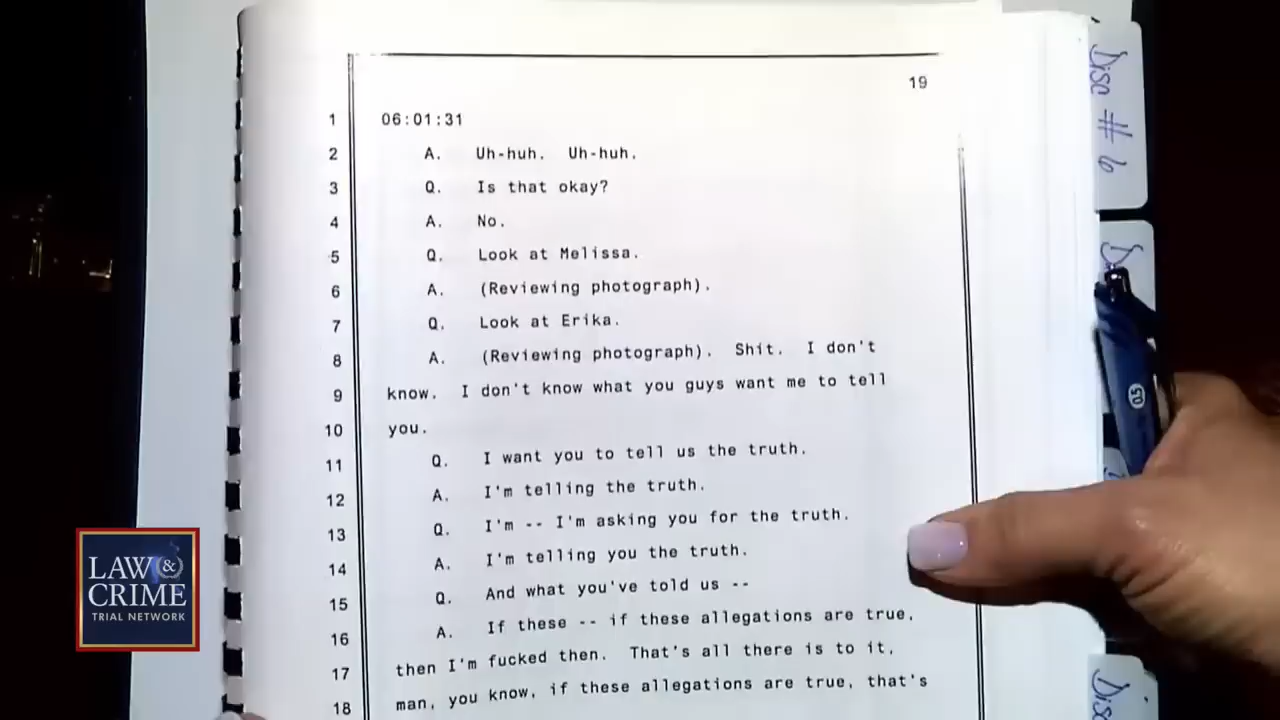 19
1 06:01:31
2 A. Uh-huh. Uh-huh.
3 Q. Is that okay?
4 A. No.
5 Q. Look at Melissa.
6 A. (Reviewing photograph).
7 Q. Look at Erika.
8 A. (Reviewing photograph). Shit. I don't
9 know. I don't know what you guys want me to tell
10 you.
11 Q. I want you to tell us the truth.
12 A. I'm telling the truth.
13 Q. I'm -- I'm asking you for the truth.
14 A. I'm telling you the truth.
15 Q. And what you've told us --
16 A. If these -- if these allegations are true,
17 then I'm fucked then. That's all there is to it,
18 man, you know, if these allegations are true, that's
Disc # 6
0.5
LAW &
CRIME
TRIAL NETWORK